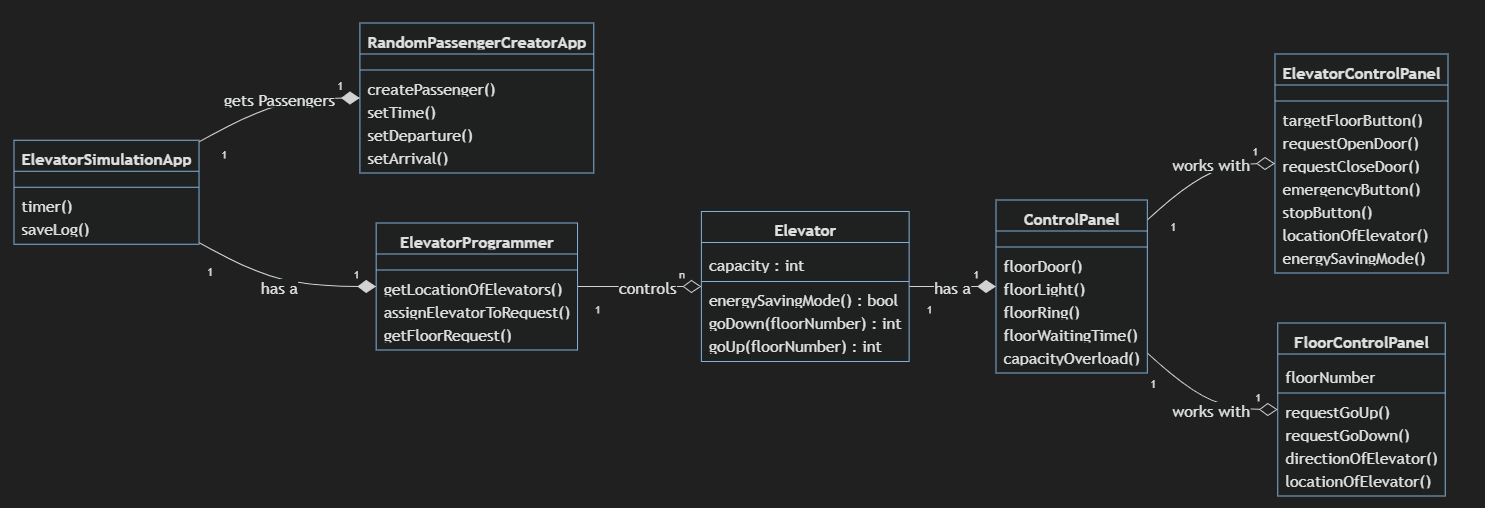 RandomPassengerCreatorApp
createPassenger()
setTime()
setDeparture()
setArrival()
1
gets Passengers
1
ElevatorSimulationApp
timer()
saveLog()
1
has a
1
ElevatorProgrammer
getLocationOfElevators()
assignElevatorToRequest()
getFloorRequest()
1
controls
n
Elevator
capacity : int
energySavingMode() : bool
goDown(floorNumber) : int
goUp(floorNumber) : int
1
has a
1
ControlPanel
floorDoor()
floorLight()
floorRing()
floorWaitingTime()
capacityOverload()
1
works with
1
ElevatorControlPanel
targetFloorButton()
requestOpenDoor()
requestCloseDoor()
emergencyButton()
stopButton()
locationOfElevator()
energySavingMode()
1
works with
1
FloorControlPanel
floorNumber
requestGoUp()
requestGoDown()
directionOfElevator()
locationOfElevator()